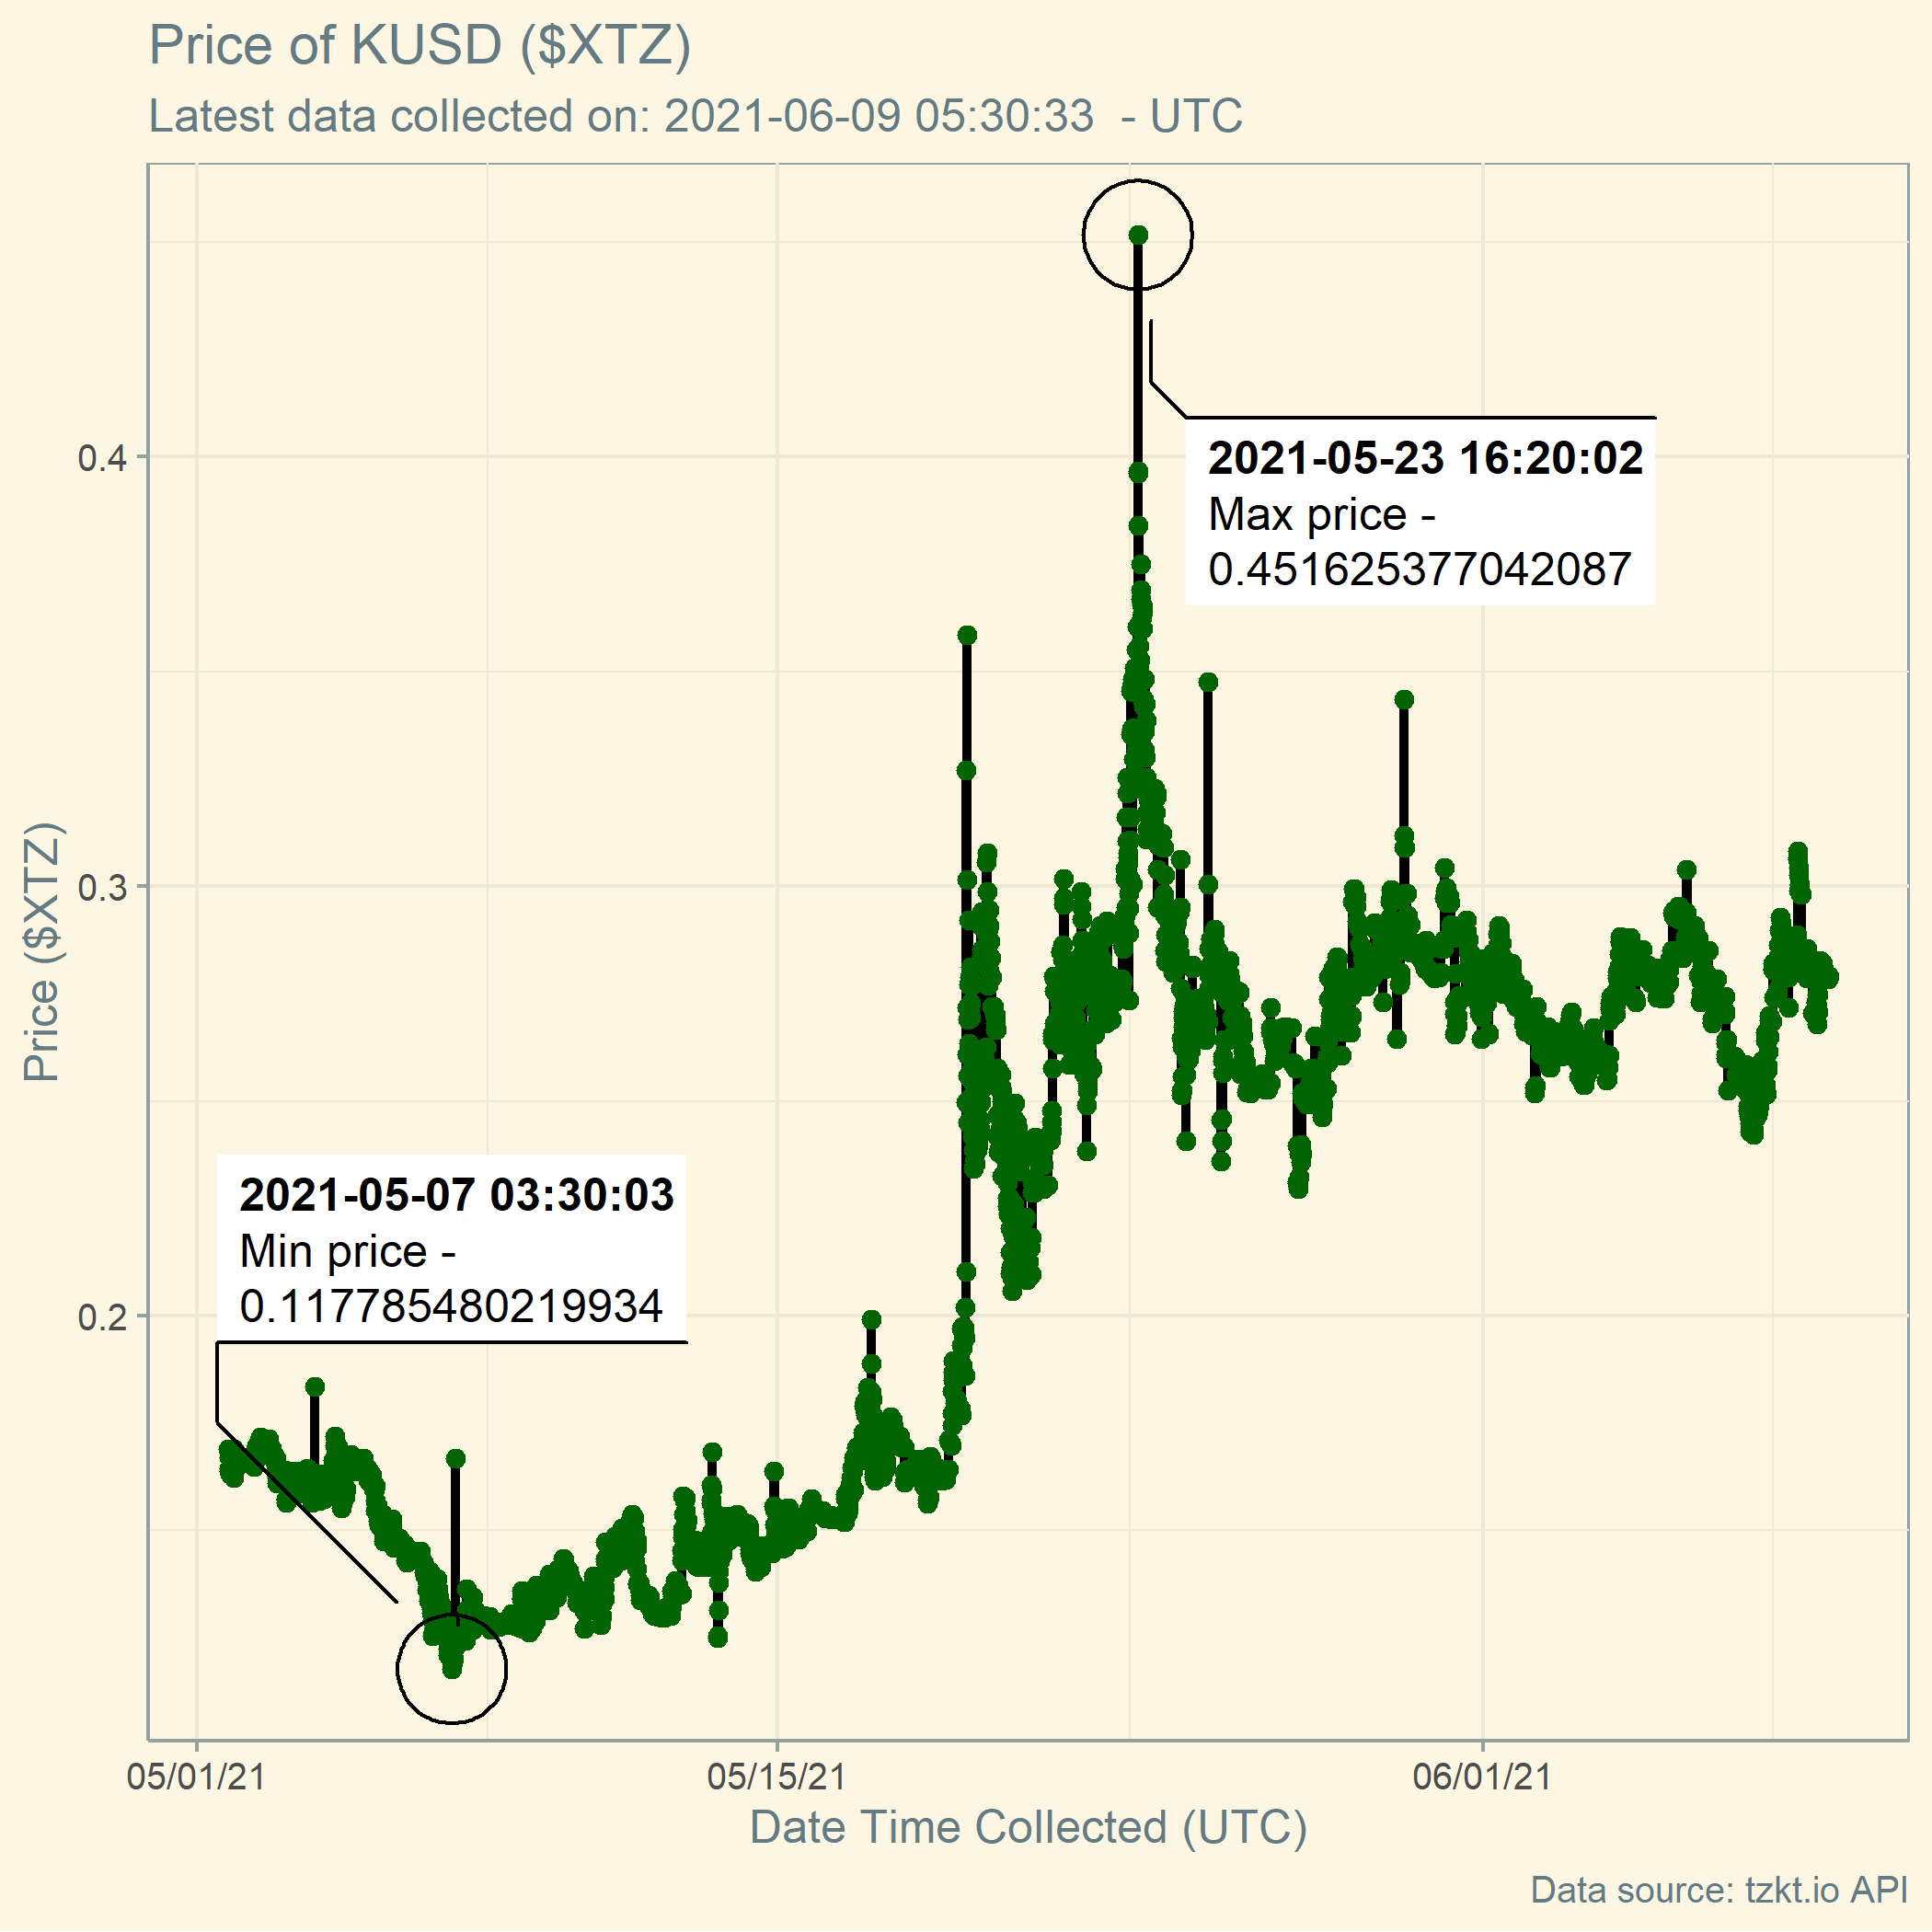 Price of KUSD ($XTZ)
Latest data collected on: 2021-06-09 05:30:33  - UTC
Price ($XTZ)
0.4
0.3
0.2
2021-05-23 16:20:02
Max price -
0.451625377042087
2021-05-07 03:30:03
Min price -
0.117785480219934
05/01/21
05/15/21
06/01/21
Date Time Collected (UTC)
Data source: tzkt.io API